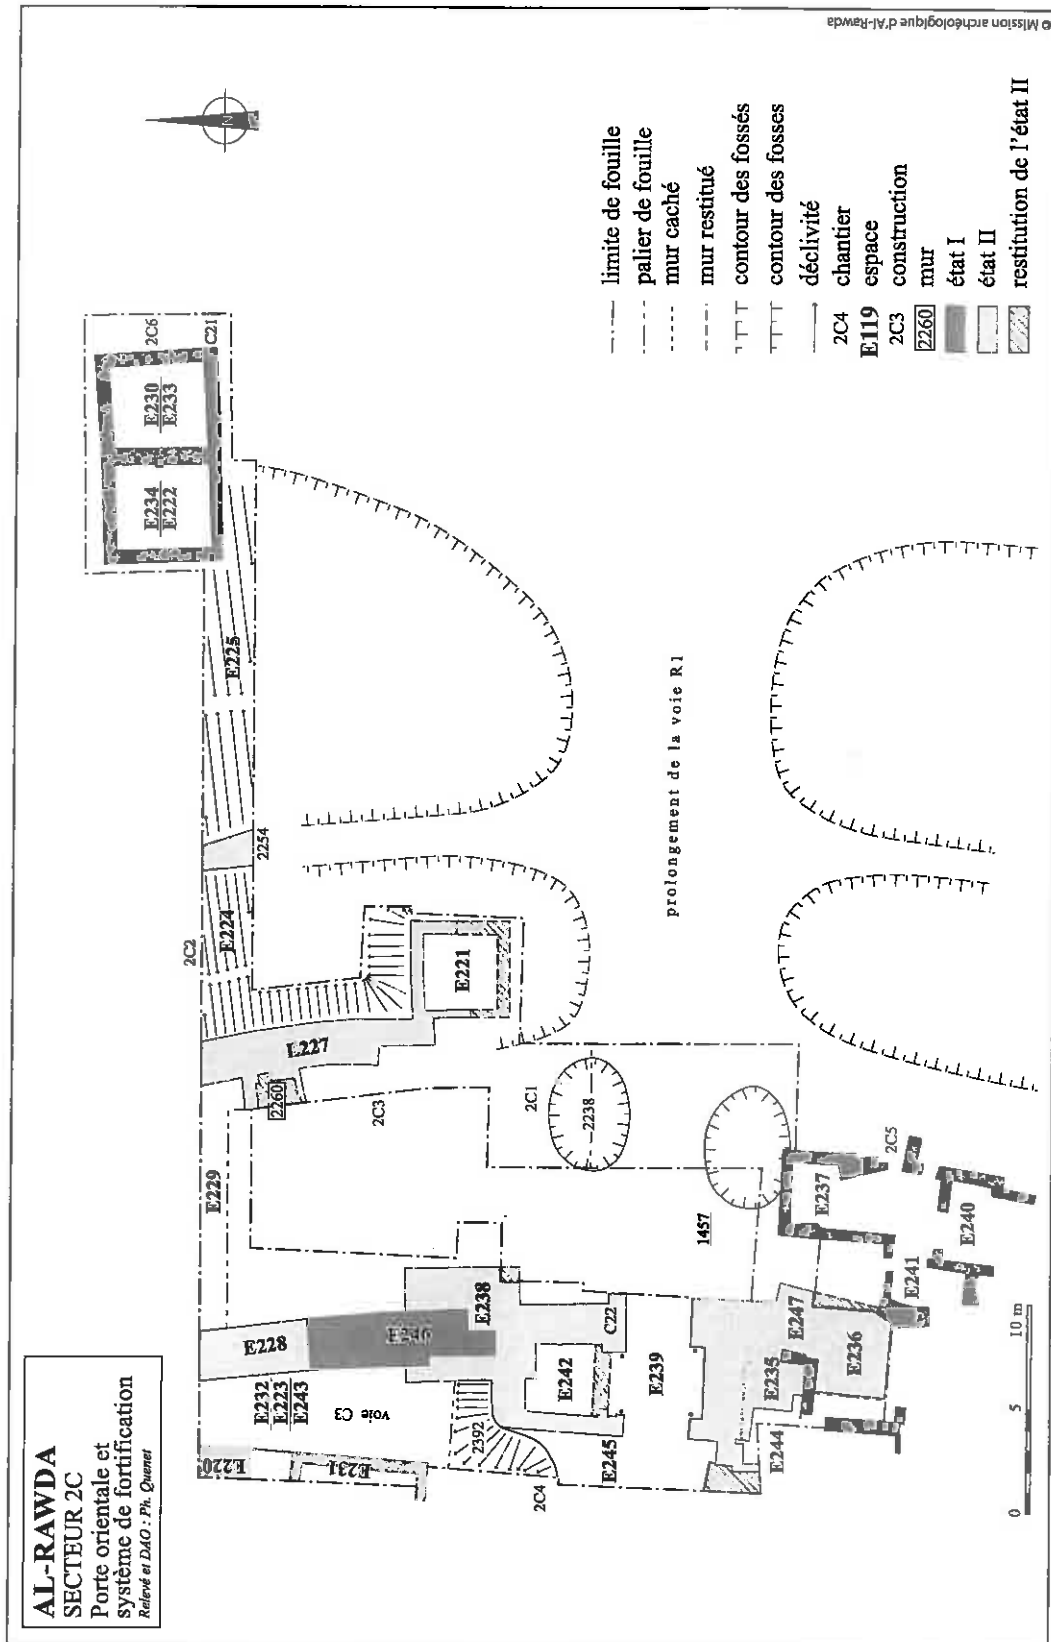 AL-RAWDA
SECTEUR 2C
Porte orientale et
système de fortification
Relevé et DAO : Ph. Quenet
N
© Mission archéologique d'Al-Rawda
2C6
C21
E234
E222
E230
E233
E225
2254
2C2
E224
E221
E227
2260
2C3
E229
2C1
2238
prolongement de la voie R1
E228
E246
E238
E232
E223
E243
voie C3
E220
E231
2392
2C4
E242
C22
E239
E245
1457
E237
2C5
E240
E241
E247
E236
E235
E244
0 5 10 m
limite de fouille
palier de fouille
mur caché
mur restitué
contour des fossés
contour des fosses
déclivité
2C4 chantier
E119 espace
2C3 construction
2260 mur
état I
état II
restitution de l'état II